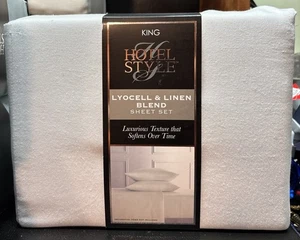 KING
HOTEL
STYLE
LYOCELL & LINEN
BLEND
SHEET SET
Luxurious Texture that
Softens Over Time